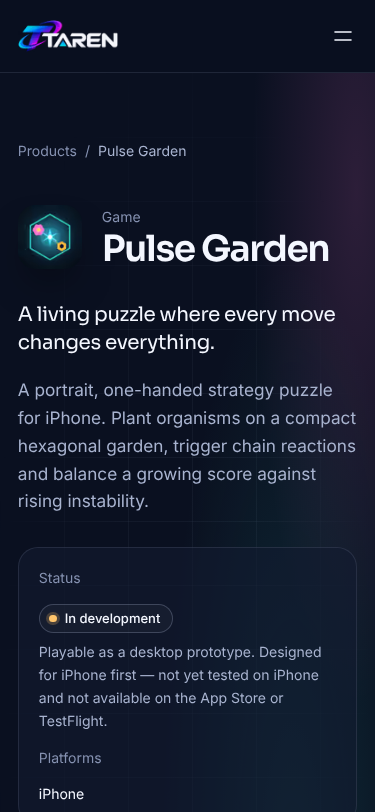 TAREN
Products / Pulse Garden
Game
Pulse Garden
A living puzzle where every move
changes everything.
A portrait, one-handed strategy puzzle
for iPhone. Plant organisms on a compact
hexagonal garden, trigger chain reactions
and balance a growing score against
rising instability.
Status
In development
Playable as a desktop prototype. Designed
for iPhone first — not yet tested on iPhone
and not available on the App Store or
TestFlight.
Platforms
iPhone